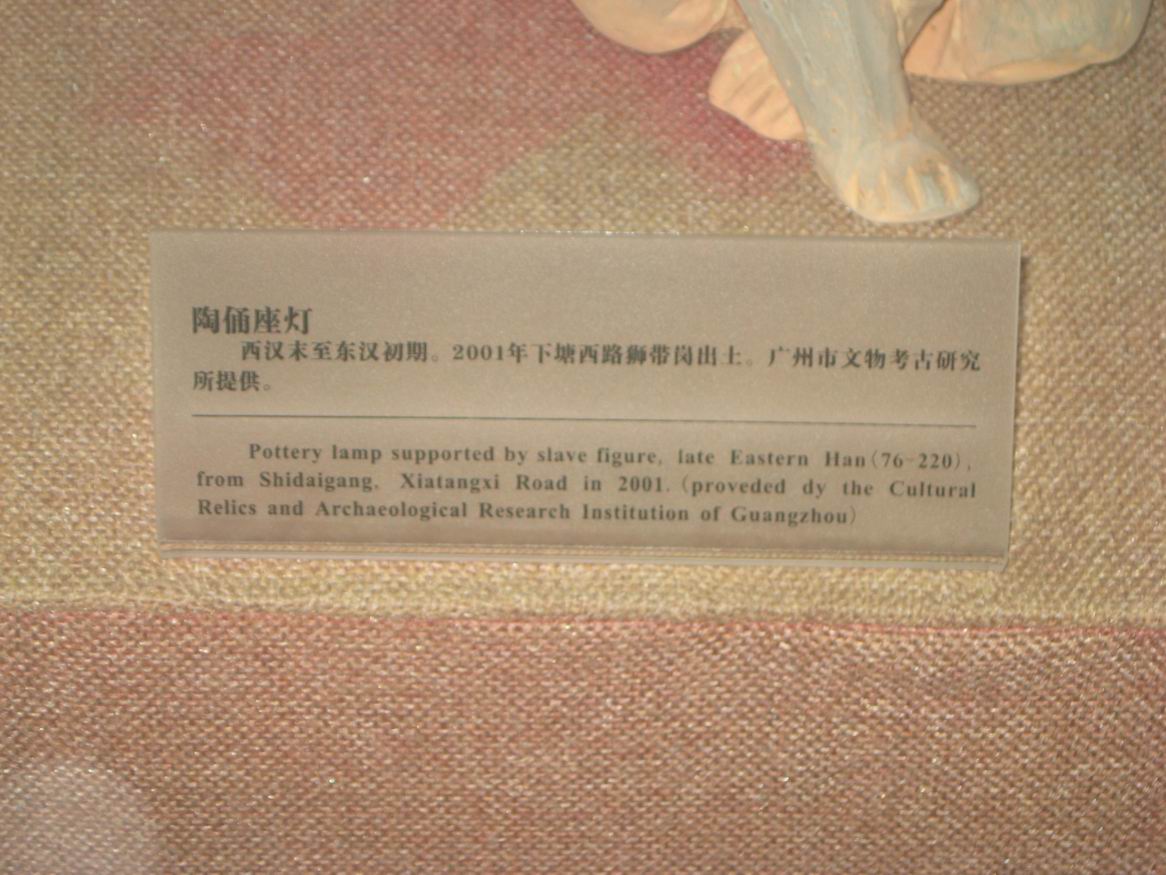 陶俑座灯
西汉末至东汉初期。2001年下塘西路狮带岗出土。广州市文物考古研究
所提供。
Pottery lamp supported by slave figure, late Eastern Han(76-220),
from Shidaigang, Xiatangxi Road in 2001.(proveded dy the Cultural
Relics and Archaeological Research Institution of Guangzhou)